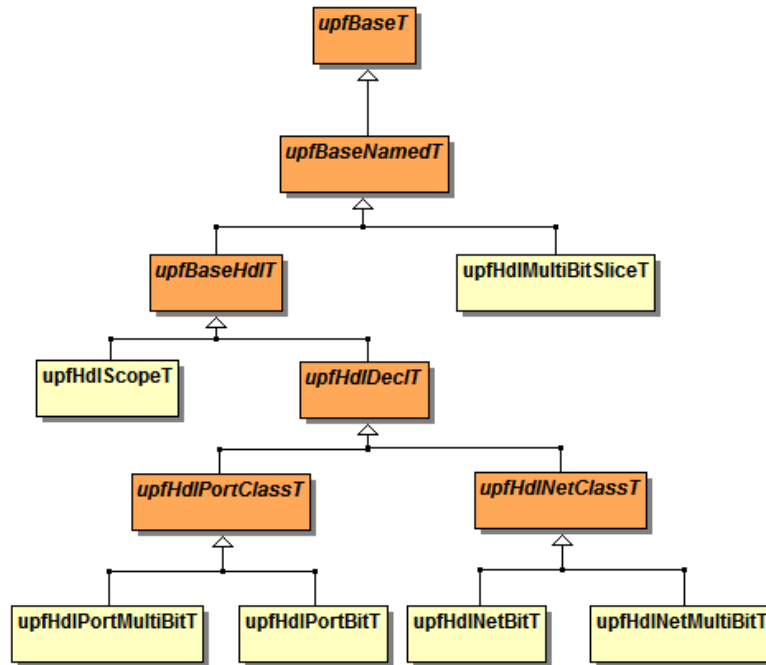 upfBaseT
upfBaseNamedT
upfBaseHdlT
upfHdlMultiBitSliceT
upfHdlScopeT
upfHdlDeclT
upfHdlPortClassT
upfHdlNetClassT
upfHdlPortMultiBitT
upfHdlPortBitT
upfHdlNetBitT
upfHdlNetMultiBitT